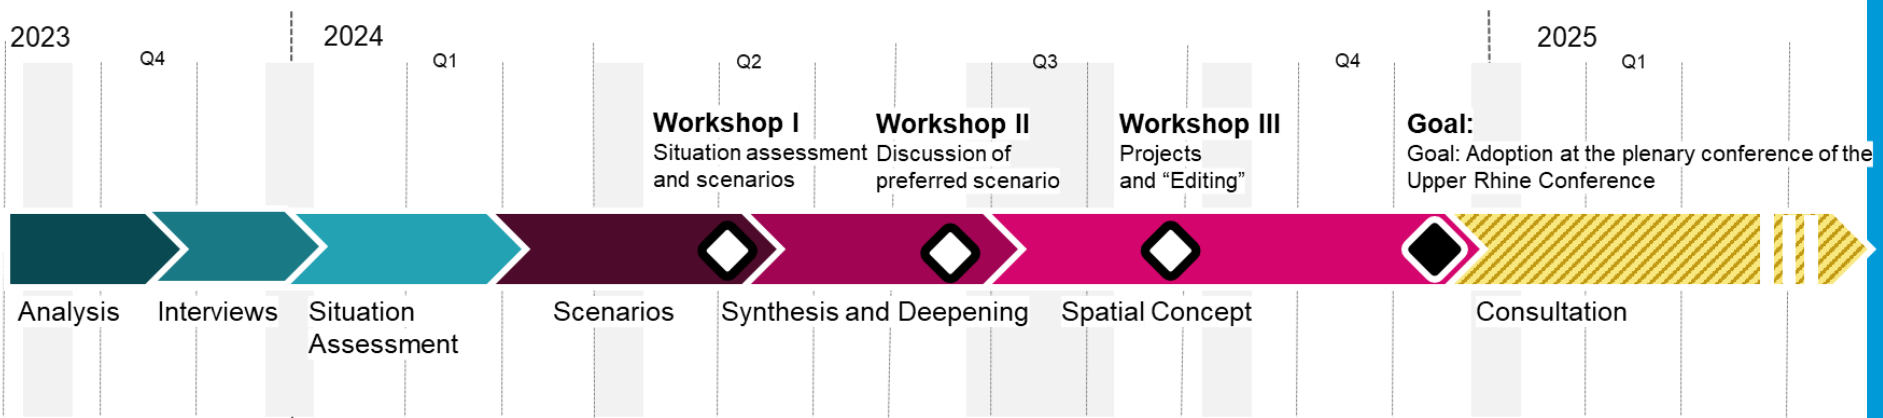 2023
2024
2025
Q4
Q1
Q2
Q3
Q4
Q1
Workshop I
Situation assessment
and scenarios
Workshop II
Discussion of
preferred scenario
Workshop III
Projects
and “Editing”
Goal:
Goal: Adoption at the plenary conference of the
Upper Rhine Conference
Analysis
Interviews
Situation
Assessment
Scenarios
Synthesis and Deepening
Spatial Concept
Consultation